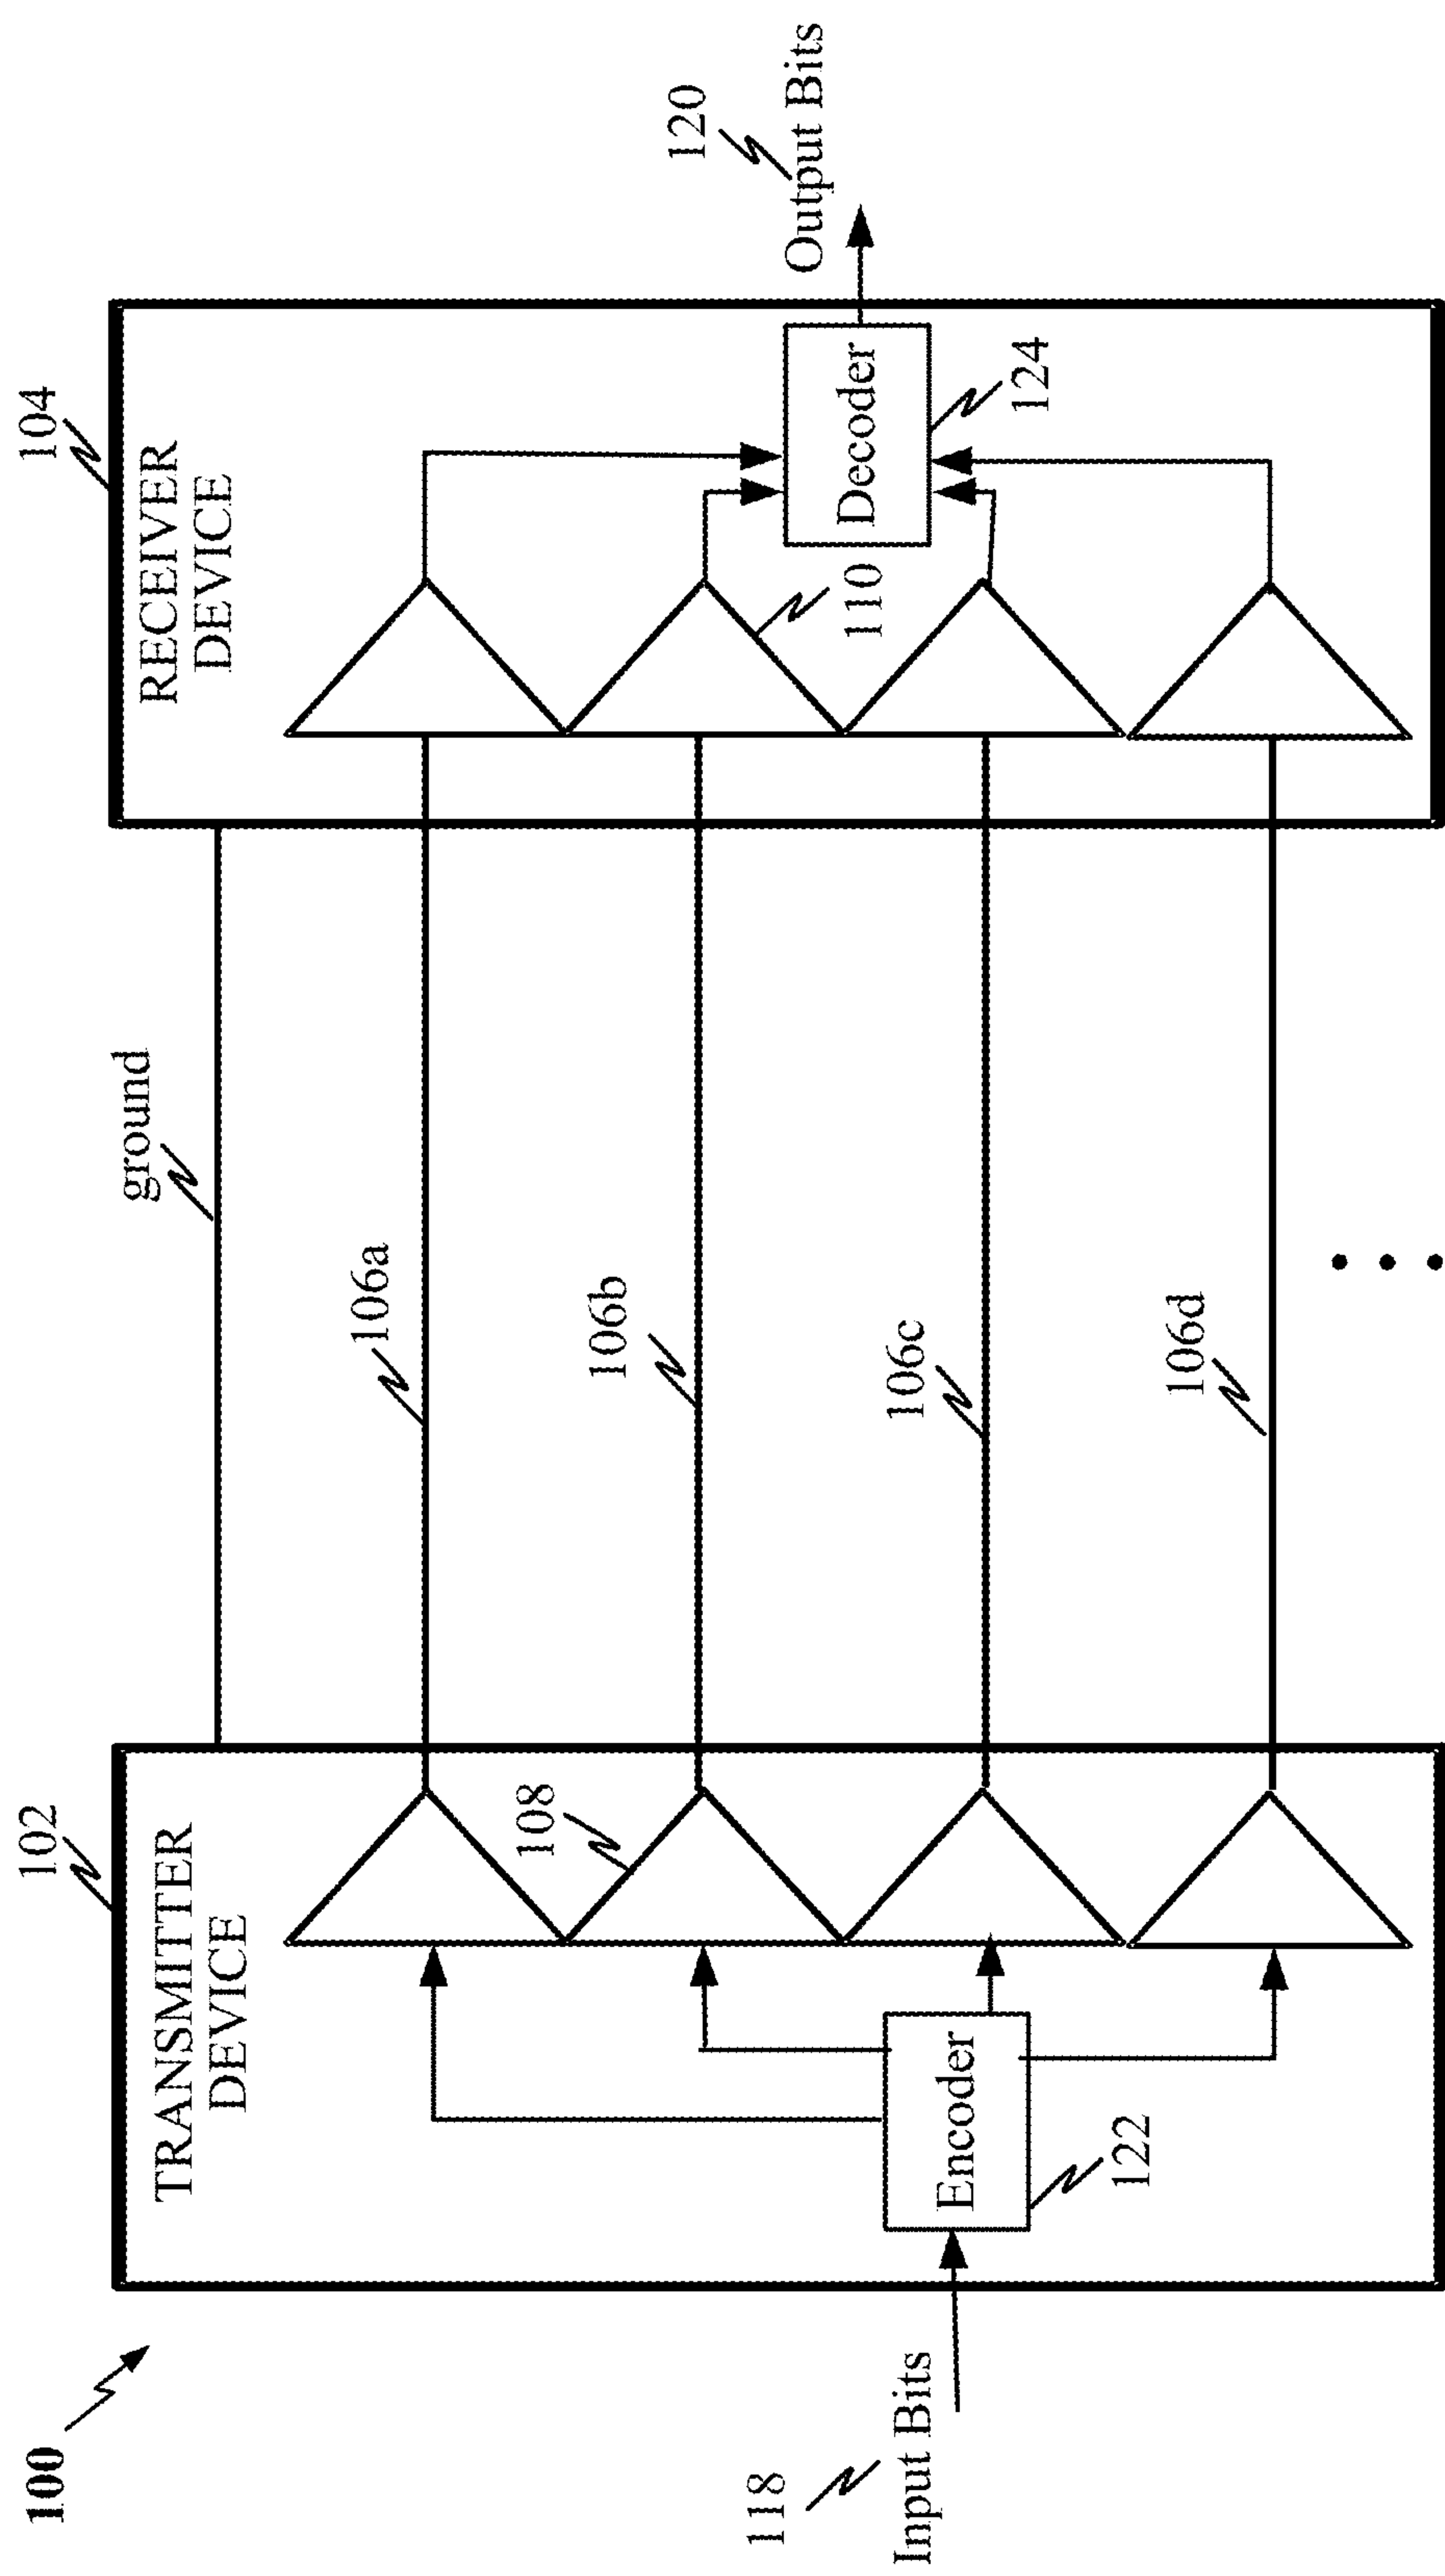 100
102
TRANSMITTER
DEVICE
108
118
Input Bits
Encoder
122
ground
106a
106b
106c
106d
104
RECEIVER
DEVICE
110
Decoder
124
120
Output Bits